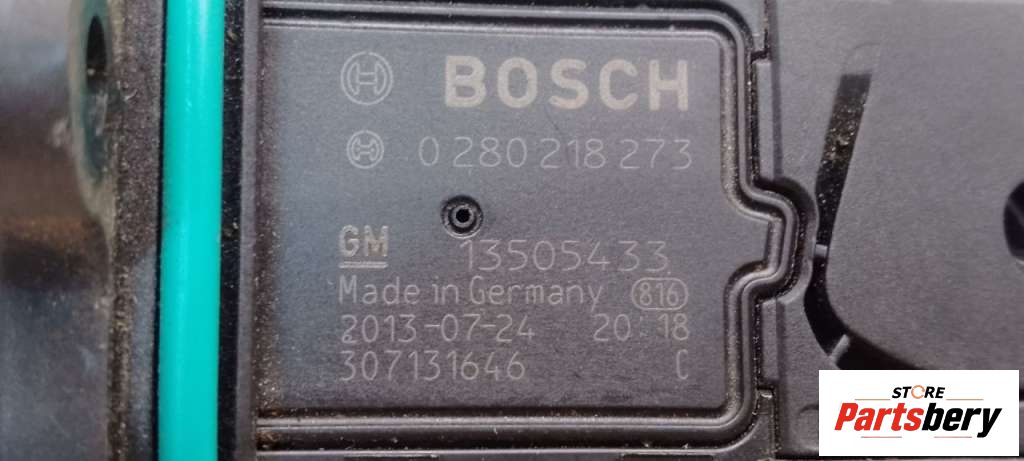 BOSCH
0 280 218 273
GM 13505433
Made in Germany 816
2013-07-24 20:18
307131646 C
STORE
Partsbery